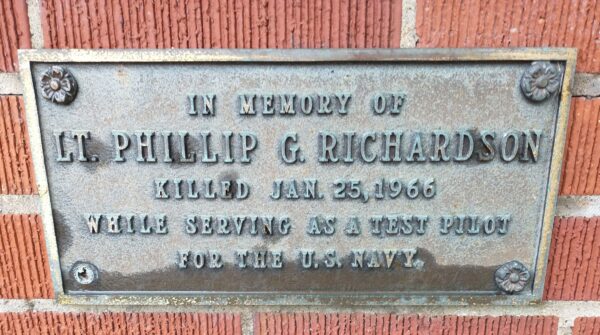 IN MEMORY OF
LT. PHILLIP G. RICHARDSON
KILLED JAN. 25, 1966
WHILE SERVING AS A TEST PILOT
FOR THE U.S. NAVY.